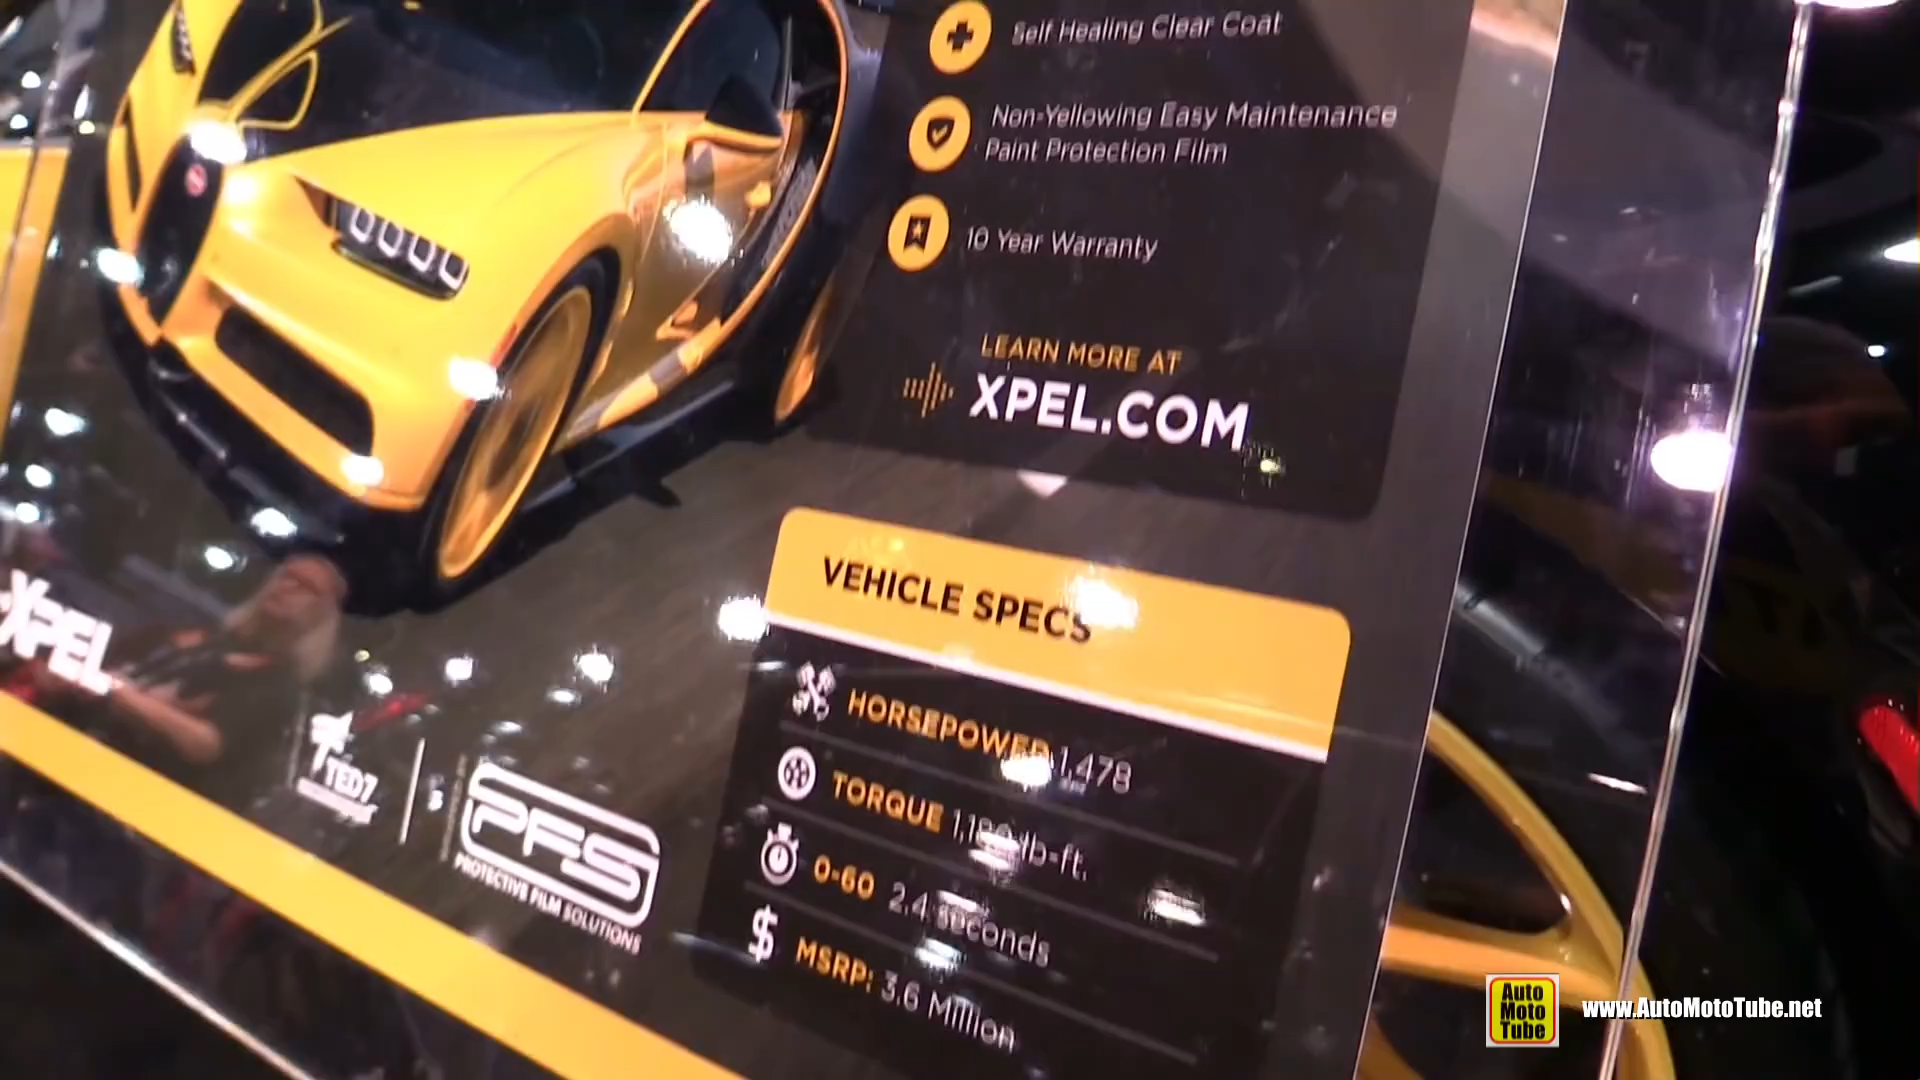 Self Healing Clear Coat
Non-Yellowing Easy Maintenance
Paint Protection Film
10 Year Warranty
LEARN MORE AT
XPEL.COM
VEHICLE SPECS
HORSEPOWER 1,478
TORQUE lb-ft.
0-60 2.4 seconds
MSRP: 3.6 Million
XPEL
TED7
PFS
PROTECTIVE FILM SOLUTIONS
Auto
Moto
Tube
www.AutoMotoTube.net